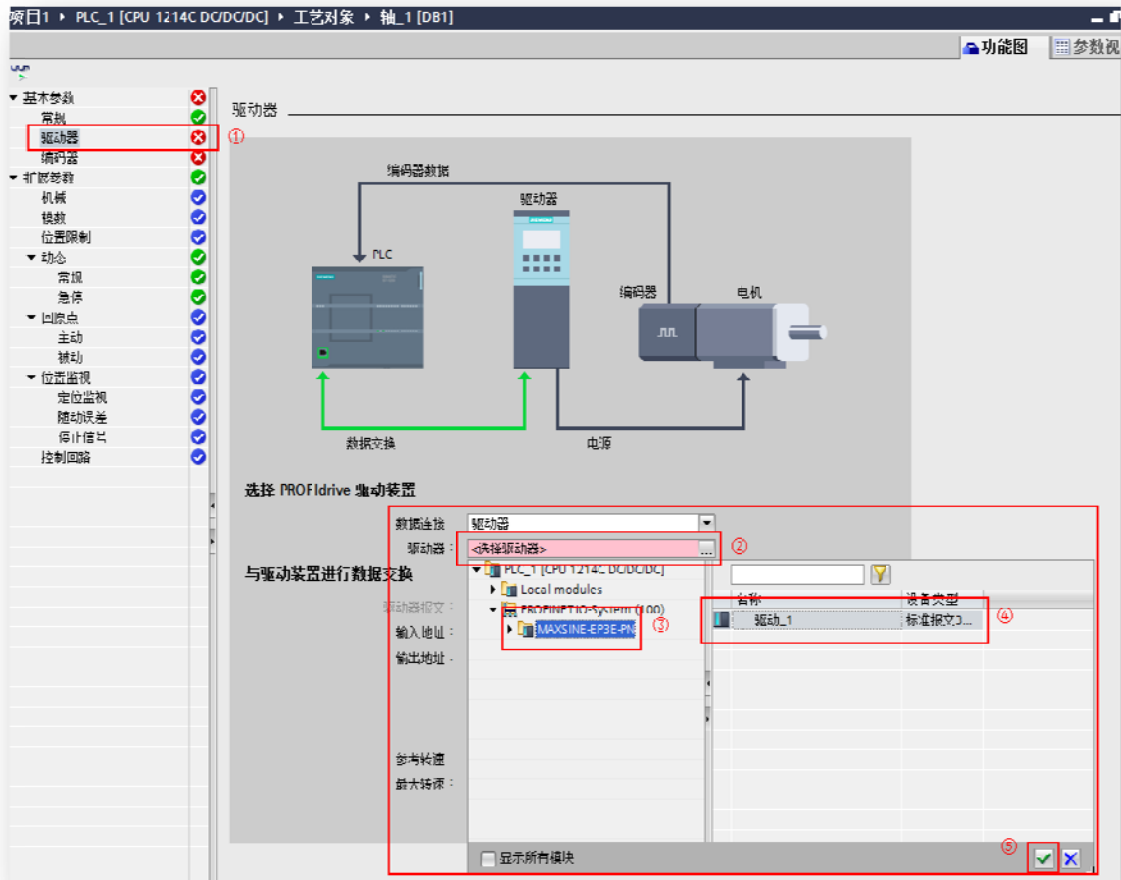 项目1 ▸ PLC_1 [CPU 1214C DC/DC/DC] ▸ 工艺对象 ▸ 轴_1 [DB1]
功能图
参数视
基本参数
常规
驱动器
①
编码器
扩展参数
机械
模数
位置限制
动态
常规
急停
回原点
主动
被动
位置监视
定位监视
随动误差
停止信号
控制回路
驱动器
编码器数据
驱动器
PLC
编码器
电机
数据交换
电源
选择 PROFIdrive 驱动装置
数据连接
驱动器
驱动器：
<选择驱动器>
...
②
与驱动装置进行数据交换
驱动器报文：
输入地址：
输出地址：
参考转速
最大转速：
PLC_1 [CPU 1214C DC/DC/DC]
Local modules
PROFINET IO-System (100)
MAXSINE-EP3E-PN
③
名称
设备类型
驱动_1
标准报文3...
④
显示所有模块
⑤